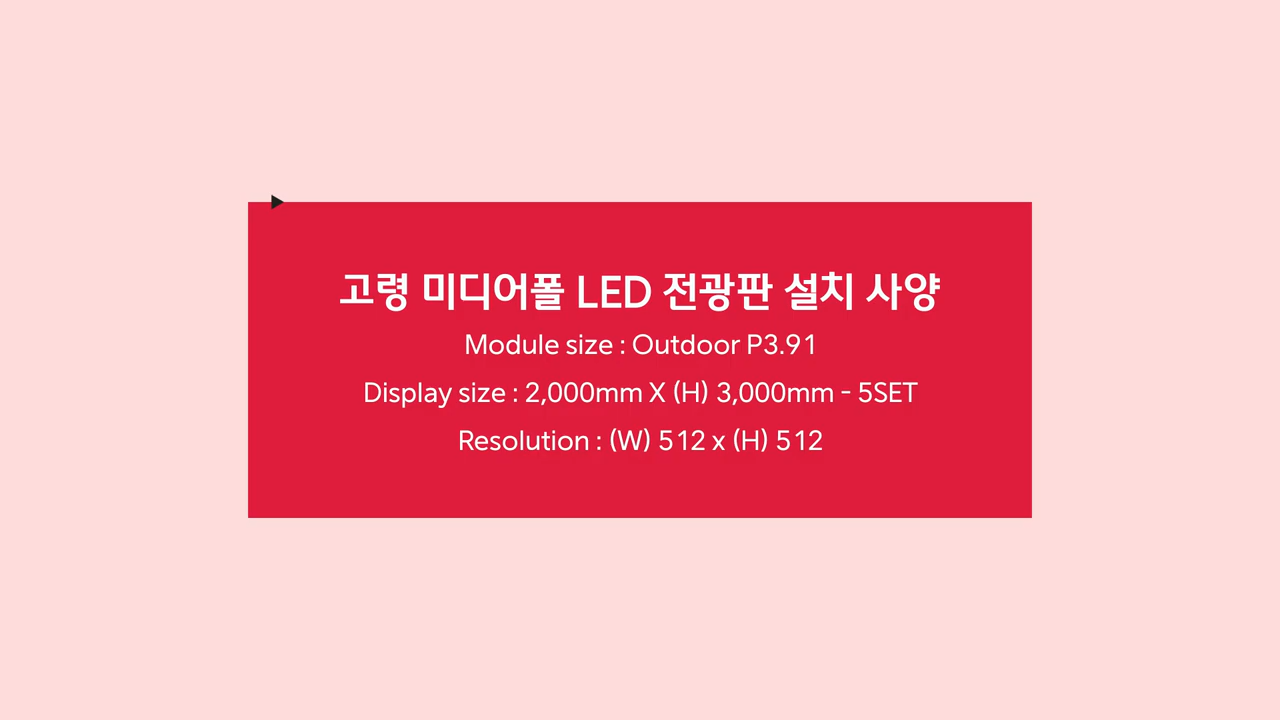 고령 미디어폴 LED 전광판 설치 사양
Module size : Outdoor P3.91
Display size : 2,000mm X (H) 3,000mm - 5SET
Resolution : (W) 512 x (H) 512